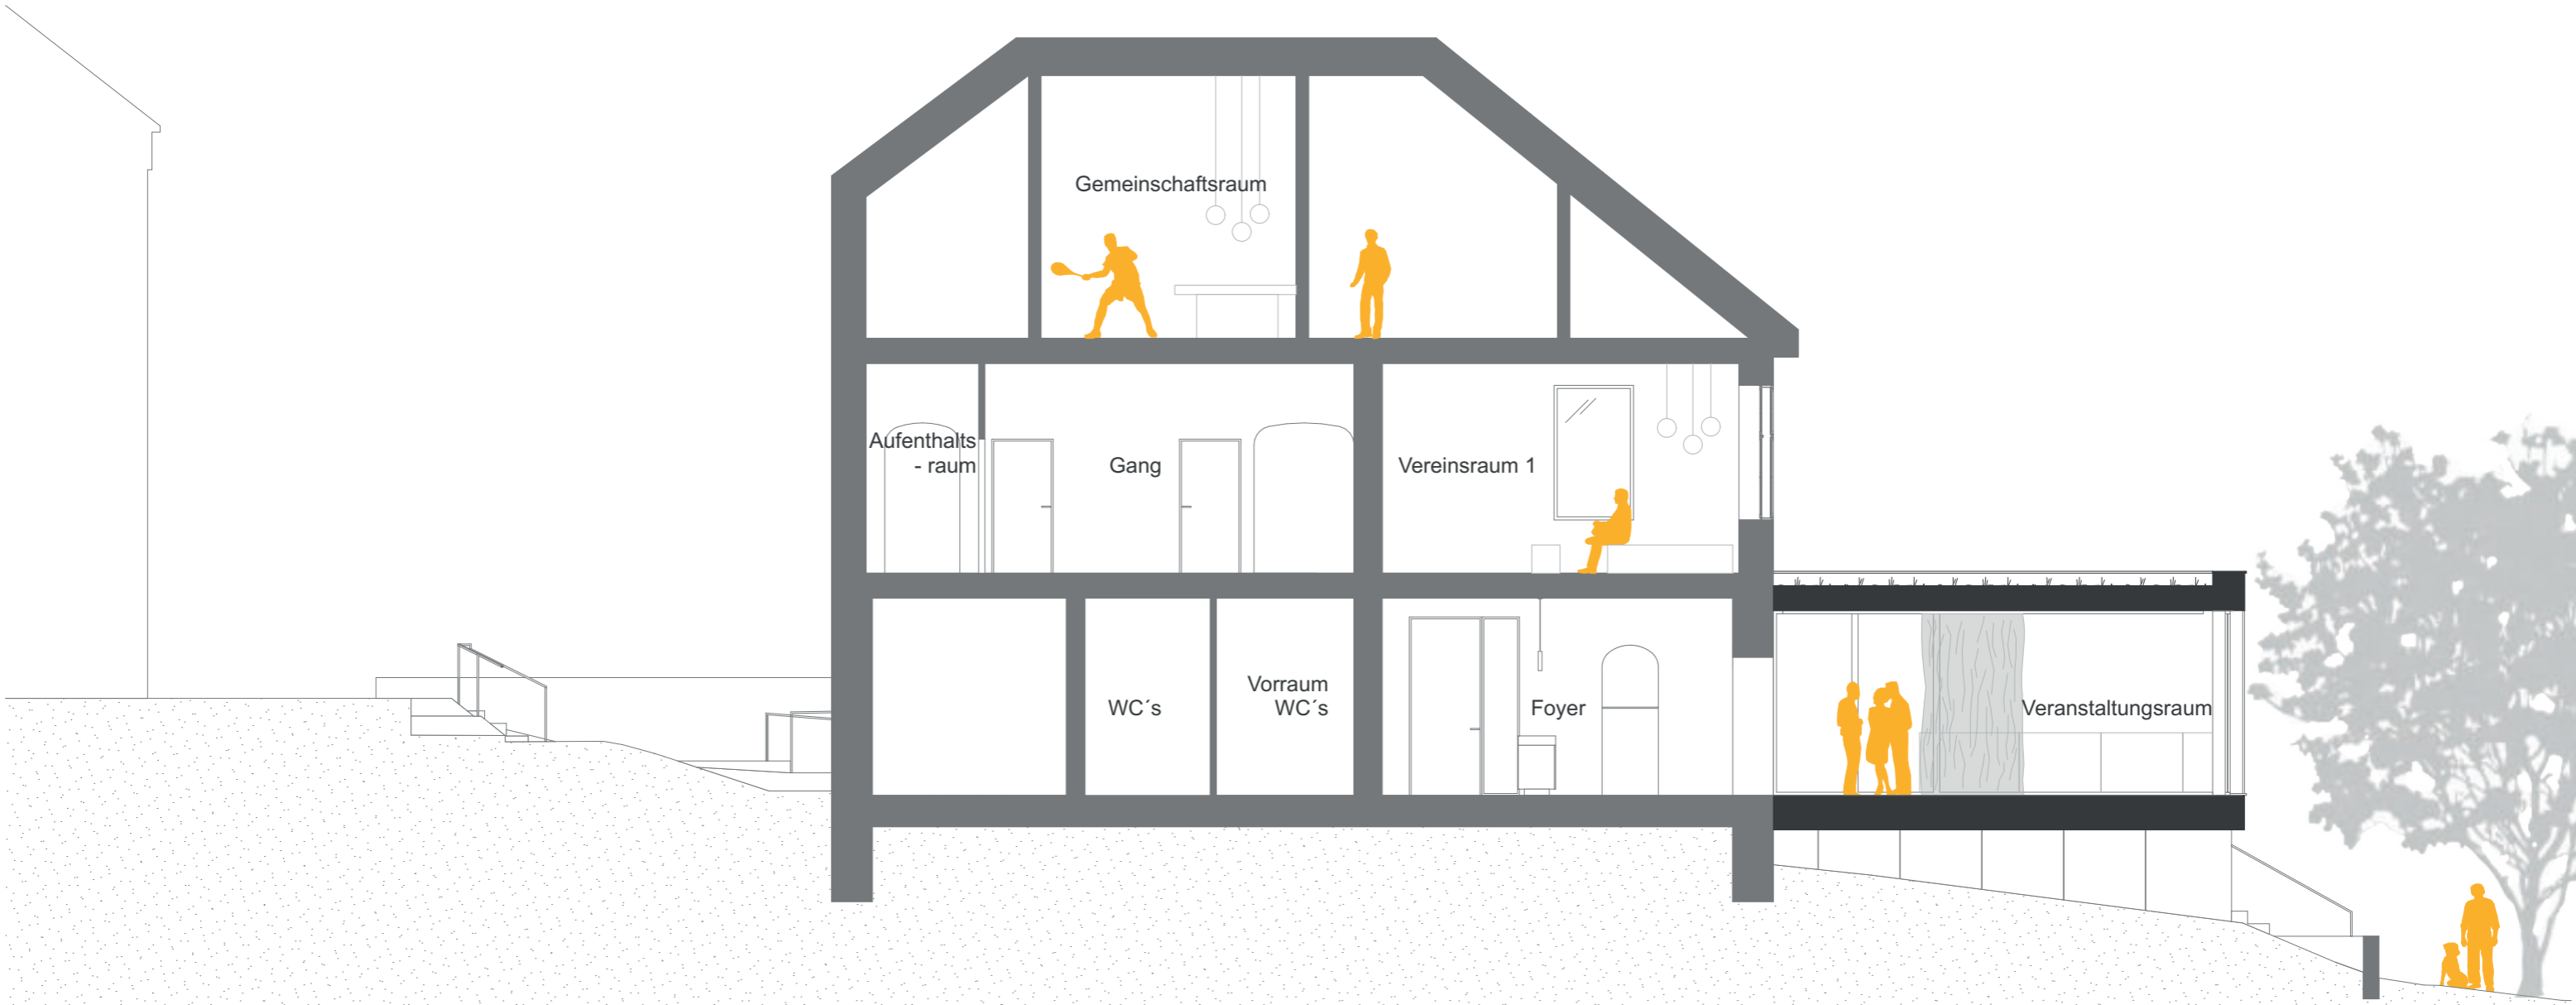 Gemeinschaftsraum
Aufenthalts
- raum
Gang
Vereinsraum 1
WC´s
Vorraum
WC´s
Foyer
Veranstaltungsraum